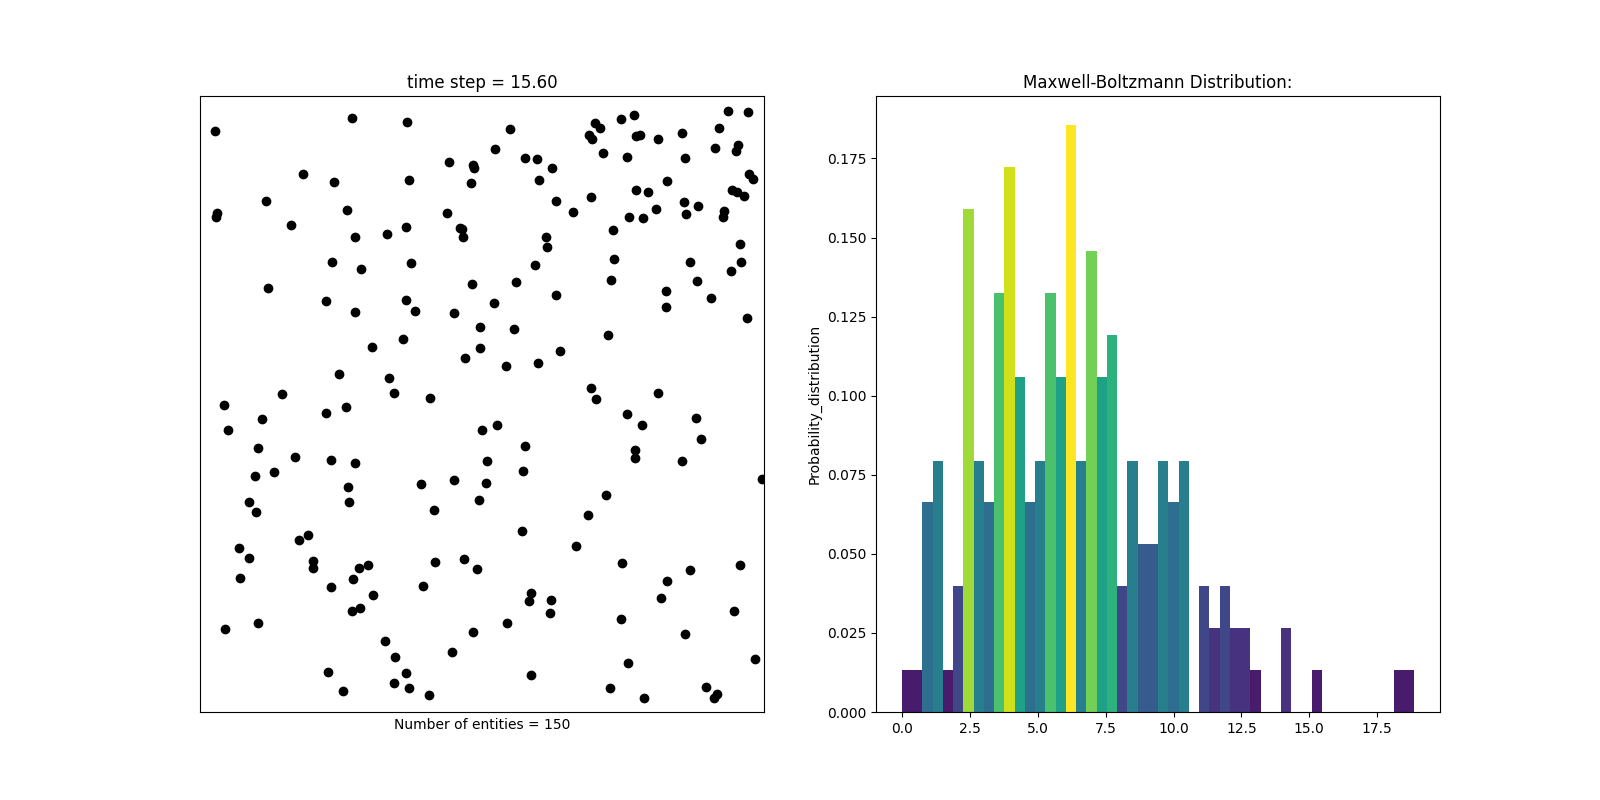 time step = 15.60
Number of entities = 150
Maxwell-Boltzmann Distribution:
Probability_distribution
0.175
0.150
0.125
0.100
0.075
0.050
0.025
0.000
0.0 2.5 5.0 7.5 10.0 12.5 15.0 17.5